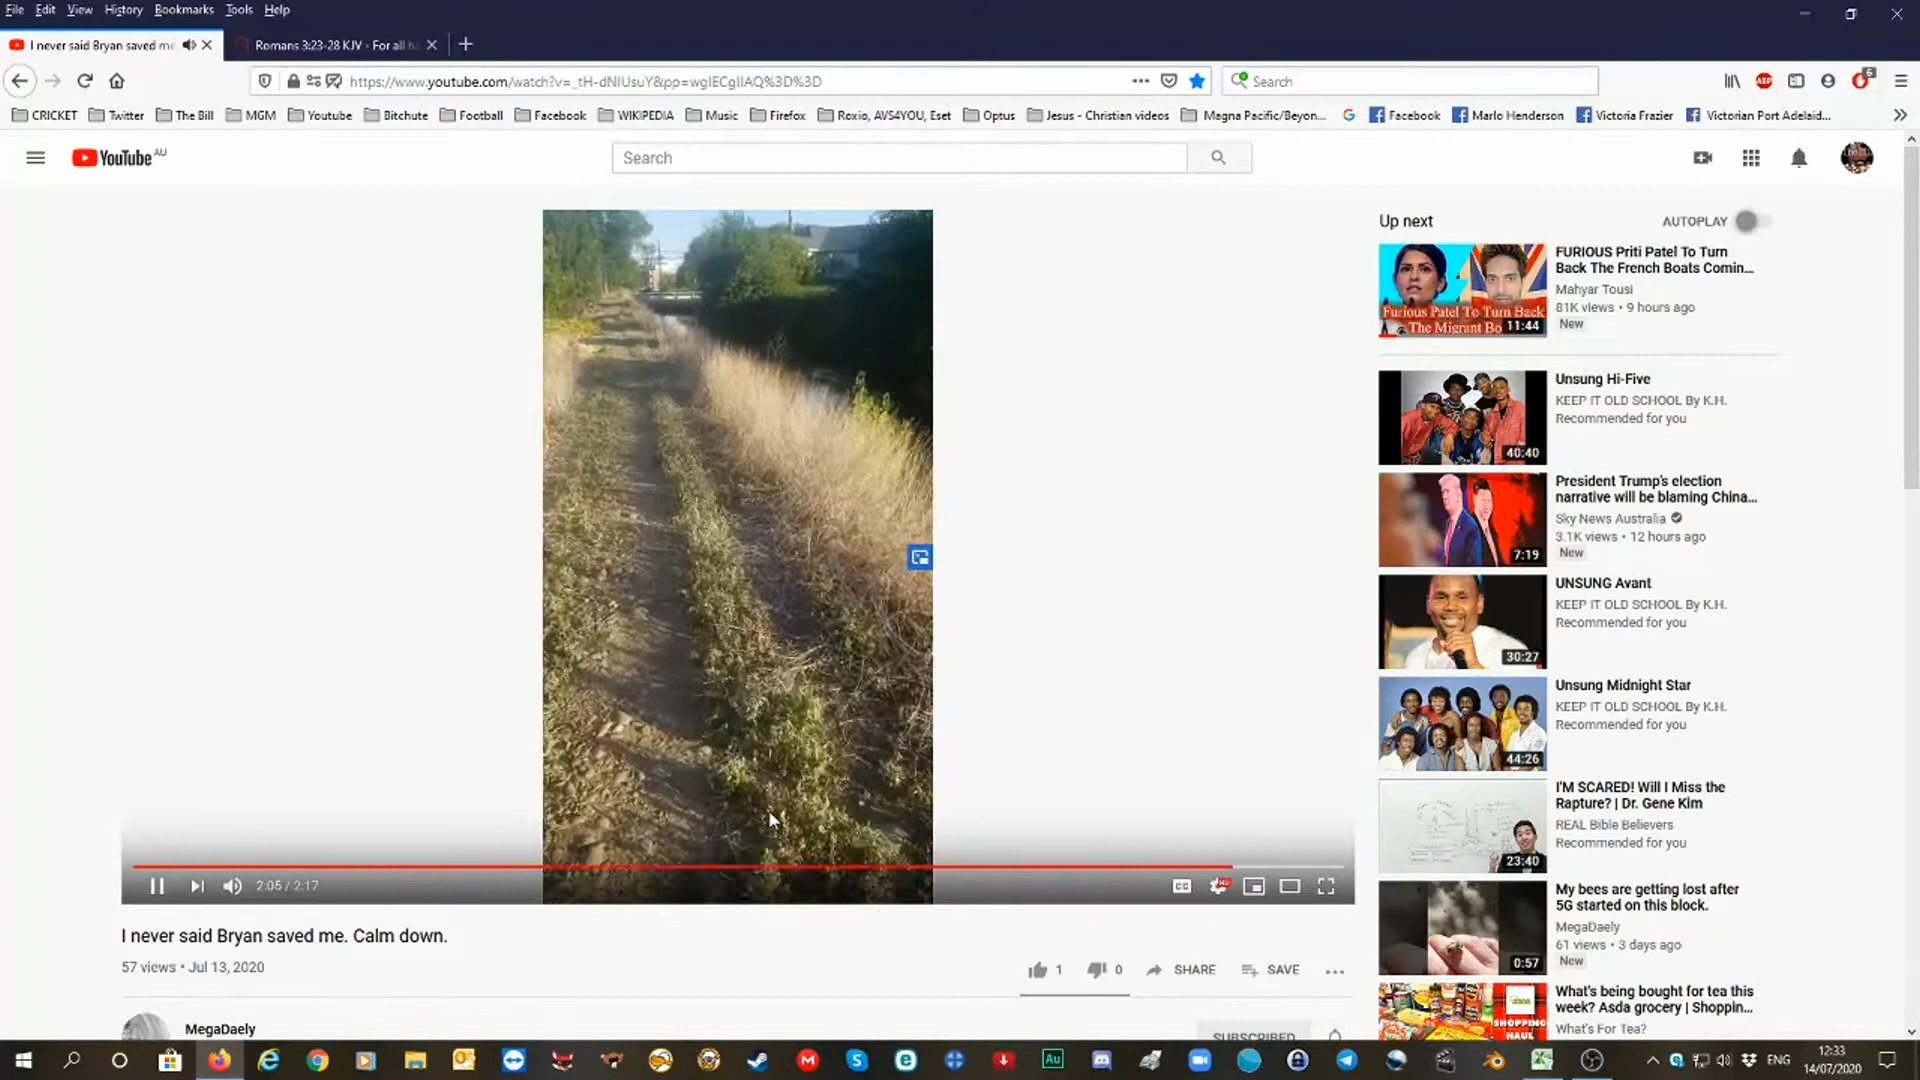 File Edit View History Bookmarks Tools Help
I never said Bryan saved me
Romans 3:23-28 KJV - For all ha
https://www.youtube.com/watch?v=_tH-dNIUsuY&pp=wgIECgIIAQ%3D%3D
Search
6
CRICKET Twitter The Bill MGM Youtube Bitchute Football Facebook WIKIPEDIA Music Firefox Roxio, AVS4YOU, Eset Optus Jesus - Christian videos Magna Pacific/Beyon... Facebook Marlo Henderson Victoria Frazier Victorian Port Adelaid...
YouTube AU
Search
Up next
AUTOPLAY
Furious Patel To Turn Back
The Migrant Bo
11:44
FURIOUS Priti Patel To Turn
Back The French Boats Comin...
Mahyar Tousi
81K views • 9 hours ago
New
40:40
Unsung Hi-Five
KEEP IT OLD SCHOOL By K.H.
Recommended for you
7:19
President Trump's election
narrative will be blaming China...
Sky News Australia
3.1K views • 12 hours ago
New
30:27
UNSUNG Avant
KEEP IT OLD SCHOOL By K.H.
Recommended for you
44:26
Unsung Midnight Star
KEEP IT OLD SCHOOL By K.H.
Recommended for you
23:40
I'M SCARED! Will I Miss the
Rapture? | Dr. Gene Kim
REAL Bible Believers
Recommended for you
0:57
My bees are getting lost after
5G started on this block.
MegaDaely
61 views • 3 days ago
New
ASDA
SHOPPING
HAUL
What's being bought for tea this
week? Asda grocery | Shoppin...
What's For Tea?
2:05 / 2:17
CC
HD
I never said Bryan saved me. Calm down.
57 views • Jul 13, 2020
1 0 SHARE SAVE
MegaDaely
SUBSCRIBED
ENG
12:33
14/07/2020